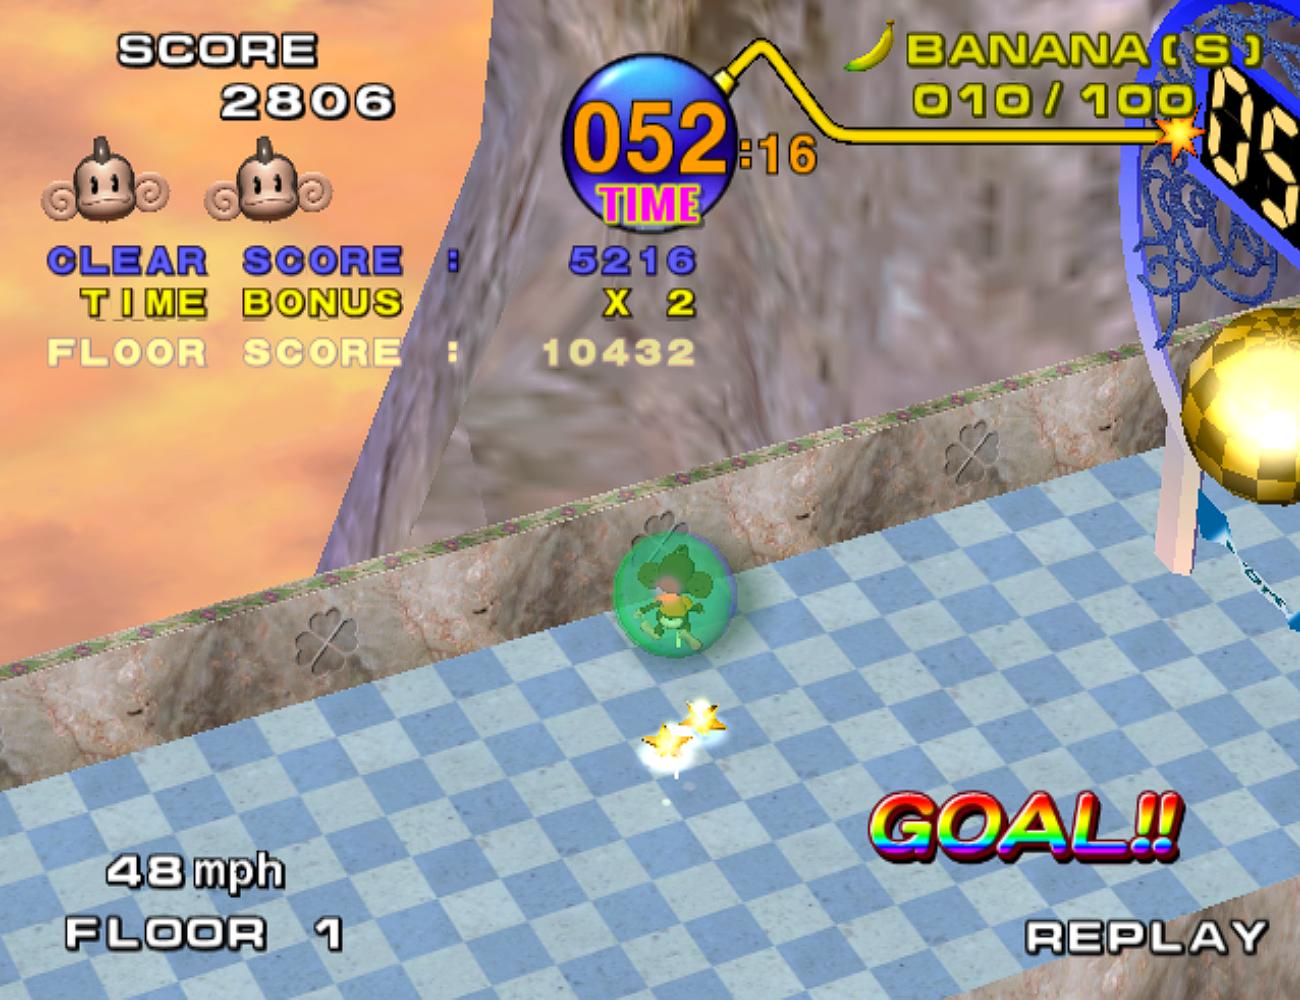 SCORE
2806
052:16
TIME
BANANA(S)
010/100
05
CLEAR SCORE : 5216
TIME BONUS X 2
FLOOR SCORE : 10432
GOAL!!
48 mph
FLOOR 1
REPLAY